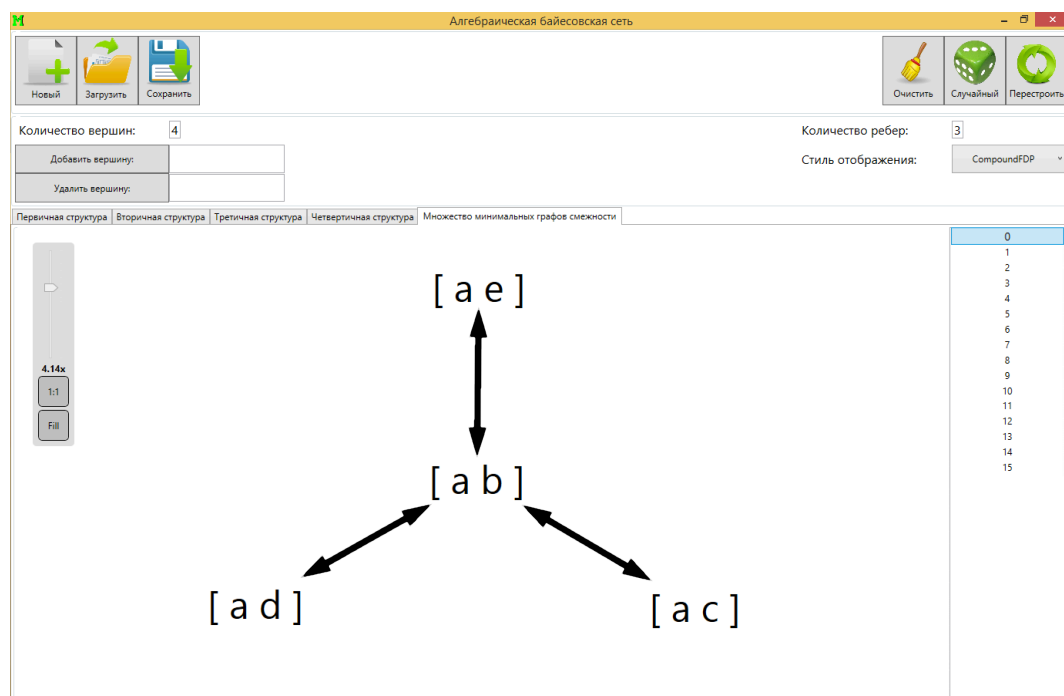 Алгебраическая байесовская сеть
Новый Загрузить Сохранить Очистить Случайный Перестроить
Количество вершин: 4 Количество ребер: 3
Добавить вершину: Стиль отображения: CompoundFDP
Удалить вершину:
Первичная структура Вторичная структура Третичная структура Четвертичная структура Множество минимальных графов смежности
0
1
2
3
4
5
6
7
8
9
10
11
12
13
14
15
4.14x
1:1
Fill
[ a e ]
[ a b ]
[ a d ] [ a c ]